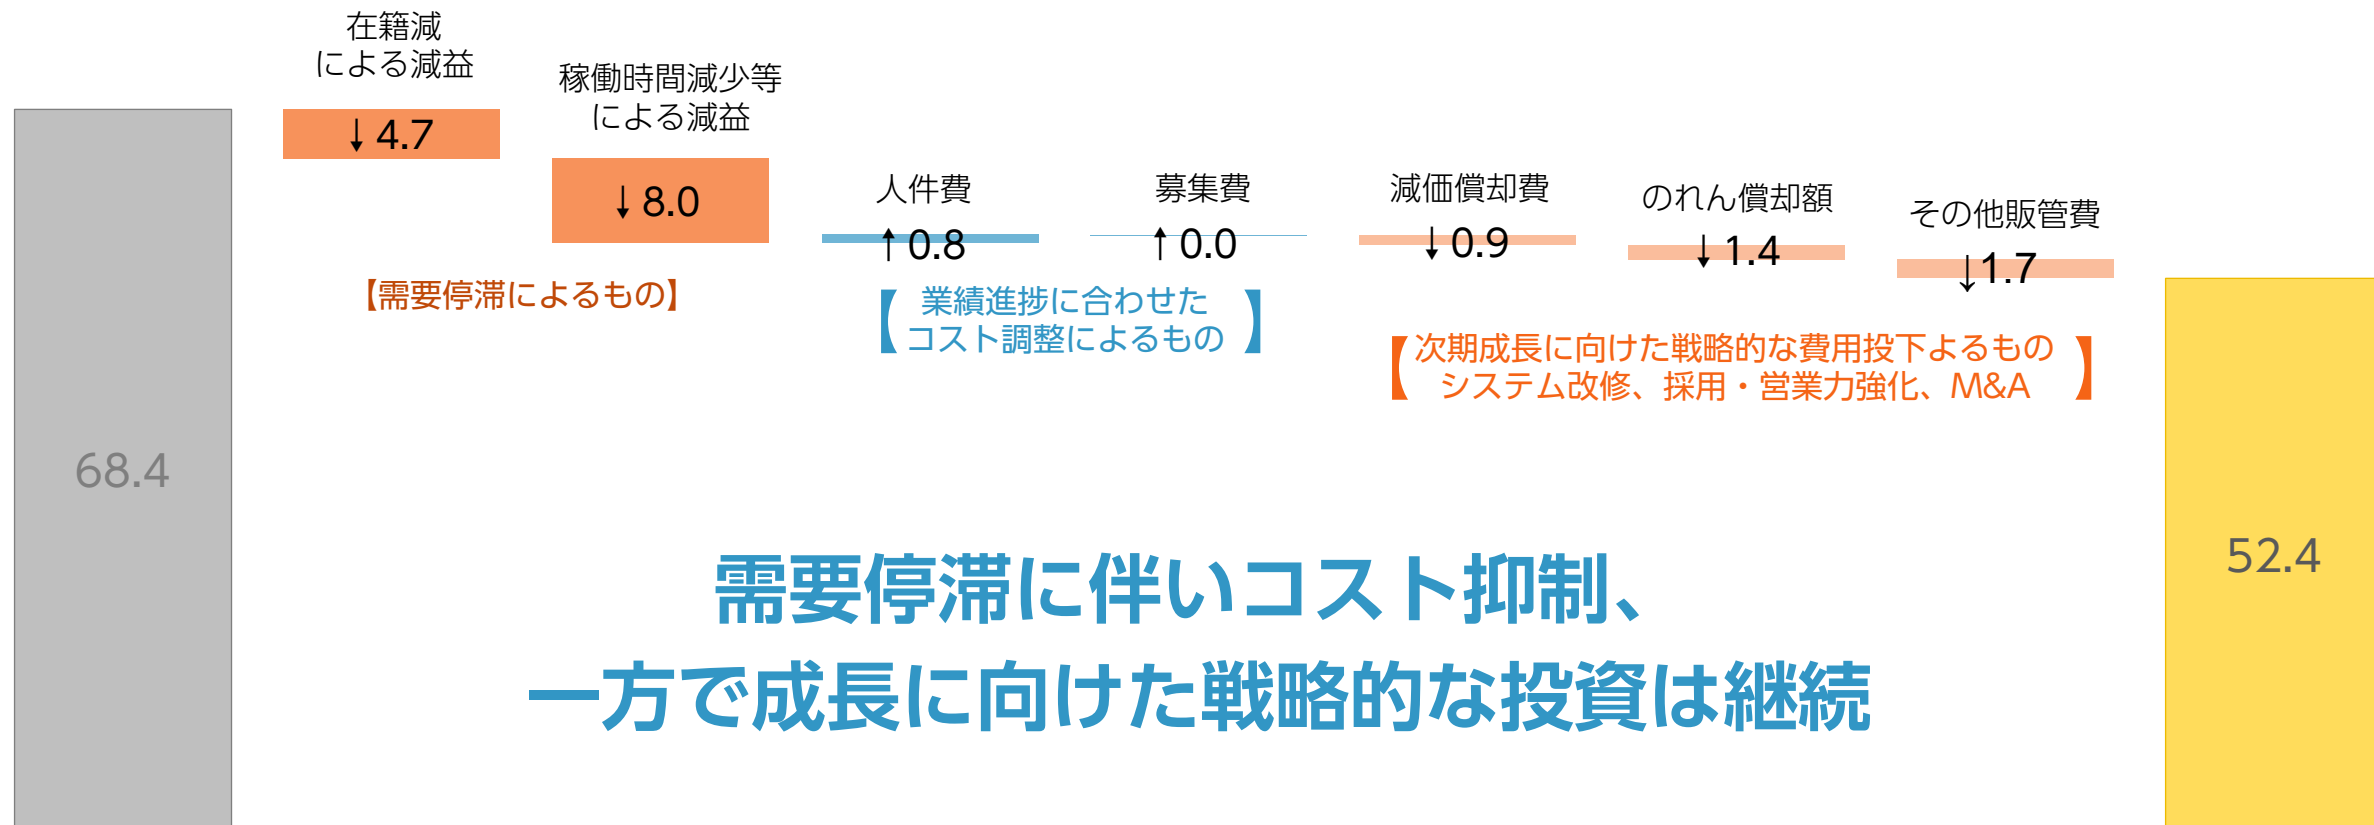 在籍減
による減益
↓4.7
稼働時間減少等
による減益
↓8.0
【需要停滞によるもの】
人件費
↑0.8
募集費
↑0.0
【業績進捗に合わせた
コスト調整によるもの】
減価償却費
↓0.9
のれん償却額
↓1.4
その他販管費
↓1.7
【次期成長に向けた戦略的な費用投下よるもの
システム改修、採用・営業力強化、M&A】
68.4
52.4
需要停滞に伴いコスト抑制、
一方で成長に向けた戦略的な投資は継続